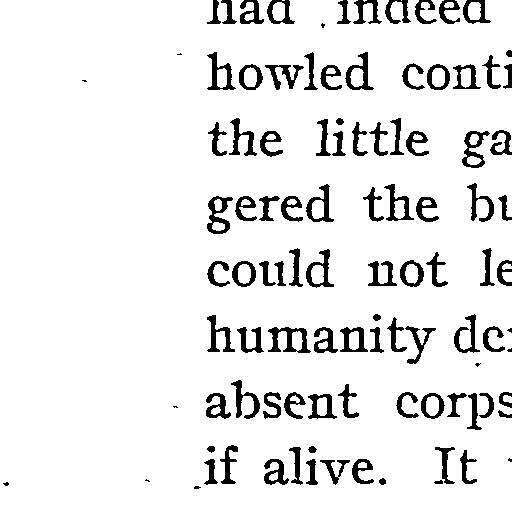 had indeed
howled conti
the little ga
gered the bu
could not le
humanity
absent corps
if alive. It